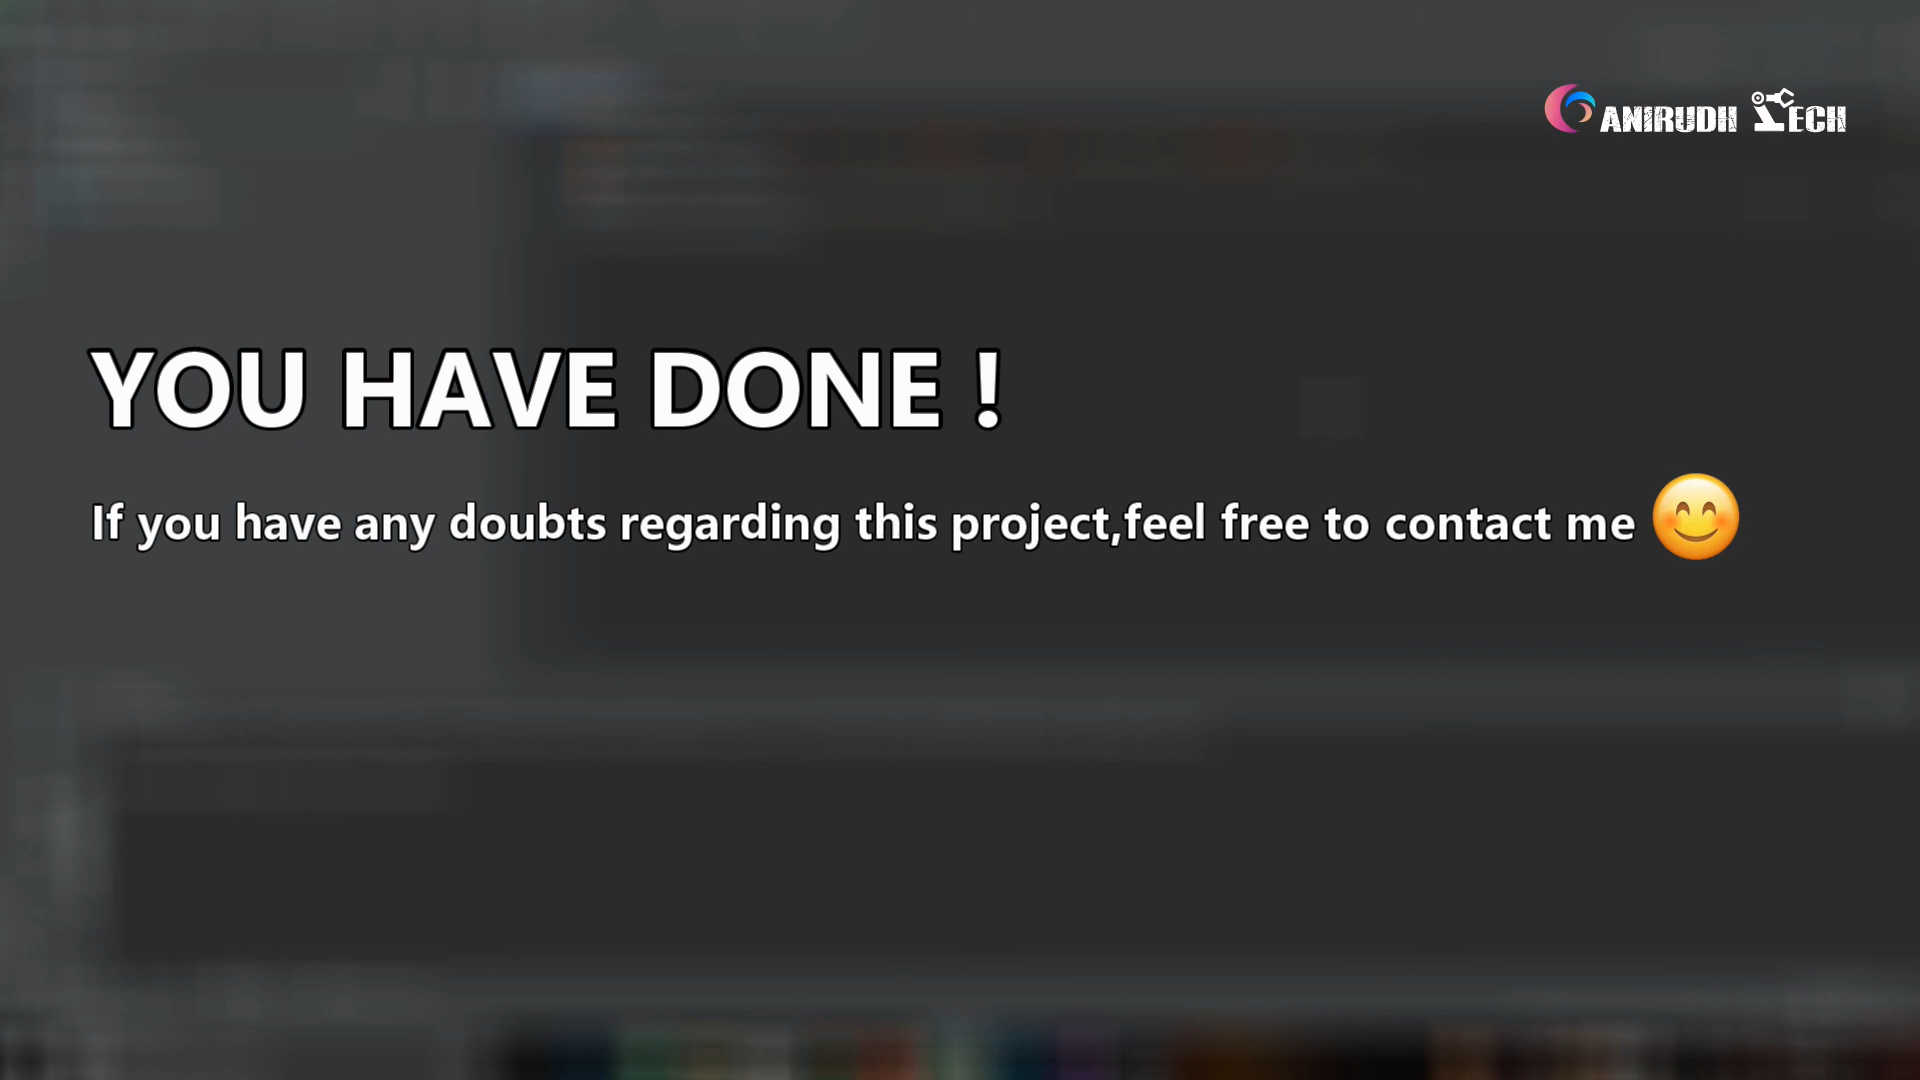 ANIRUDH TECH
YOU HAVE DONE !
If you have any doubts regarding this project,feel free to contact me 😊